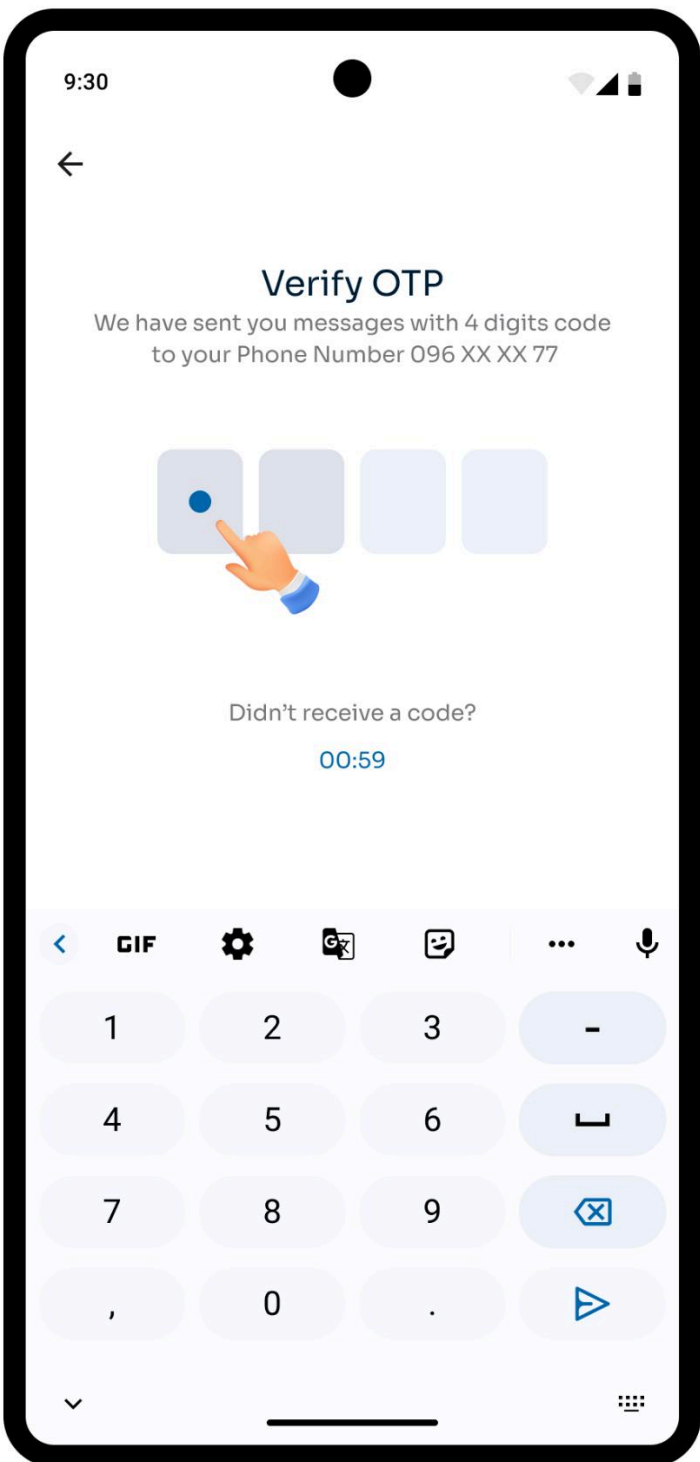 9:30
Verify OTP
We have sent you messages with 4 digits code
to your Phone Number 096 XX XX 77
Didn't receive a code?
00:59
GIF
1 2 3 -
4 5 6
7 8 9
, 0 .